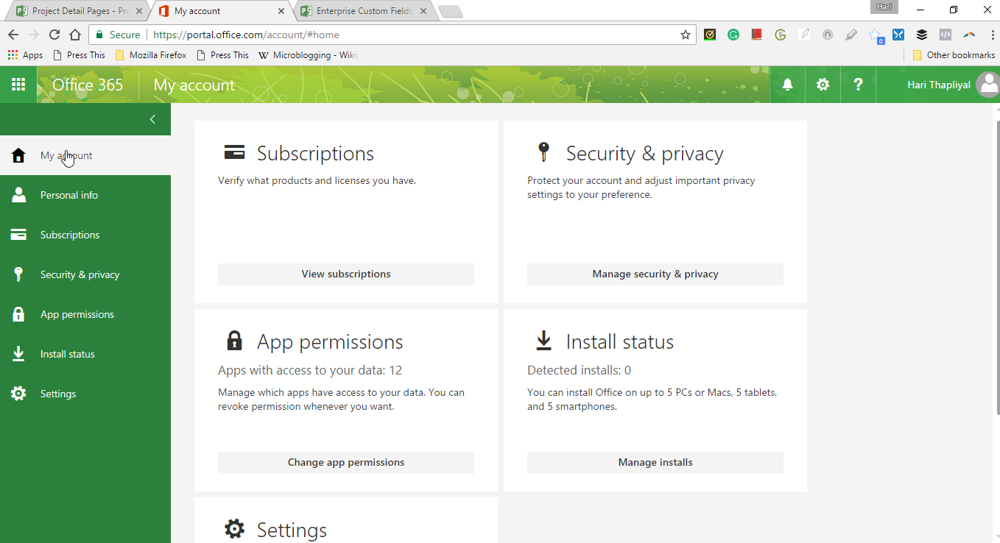 Project Detail Pages - Pro
My account
Enterprise Custom Fields
Hari
Secure
https://portal.office.com/account/#home
0
Apps
Press This
Mozilla Firefox
Press This
W Microblogging - Wiki
Other bookmarks
Office 365
My account
?
Hari Thapliyal
My account
Personal info
Subscriptions
Security & privacy
App permissions
Install status
Settings
Subscriptions
Verify what products and licenses you have.
View subscriptions
Security & privacy
Protect your account and adjust important privacy
settings to your preference.
Manage security & privacy
App permissions
Apps with access to your data: 12
Manage which apps have access to your data. You can
revoke permission whenever you want.
Change app permissions
Install status
Detected installs: 0
You can install Office on up to 5 PCs or Macs, 5 tablets,
and 5 smartphones.
Manage installs
Settings